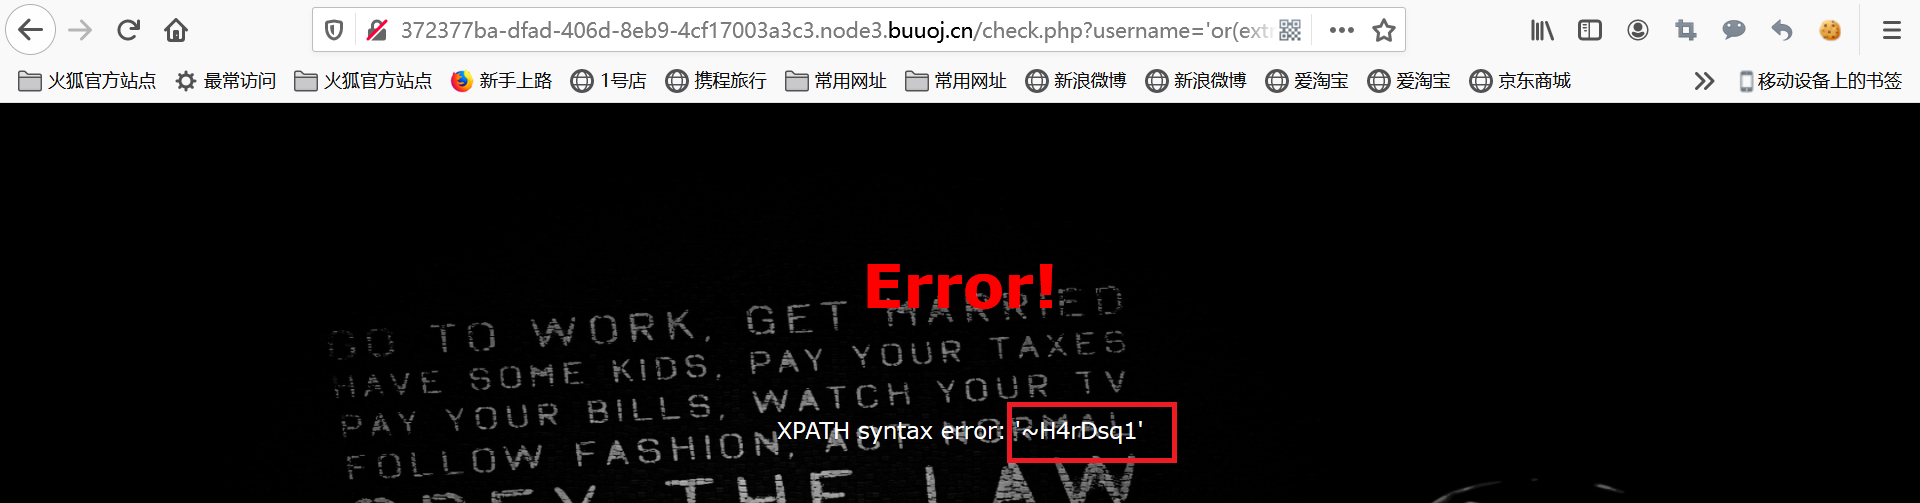 372377ba-dfad-406d-8eb9-4cf17003a3c3.node3.buuoj.cn/check.php?username='or(ext
火狐官方站点 最常访问 火狐官方站点 新手上路 1号店 携程旅行 常用网址 常用网址 新浪微博 新浪微博 爱淘宝 爱淘宝 京东商城 移动设备上的书签
Error!
GO TO WORK, GET MARRIED
HAVE SOME KIDS, PAY YOUR TAXES
PAY YOUR BILLS, WATCH YOUR TV
XPATH syntax error: '~H4rDsq1'
FOLLOW FASHION, ACT NORMAL
OBEY THE LAW